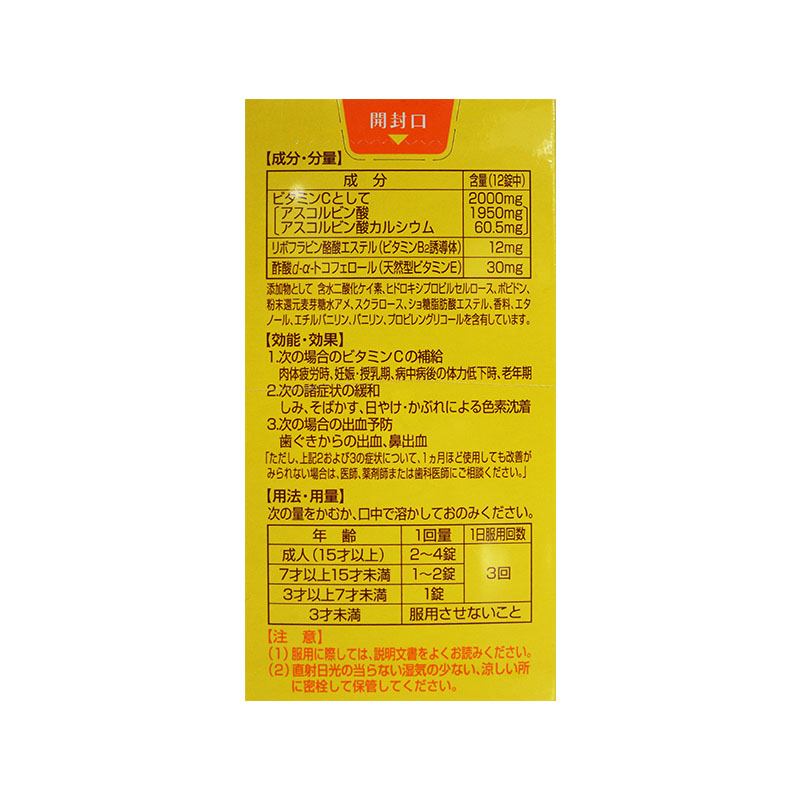 開封口
【成分・分量】
成分 含量(12錠中)
ビタミンCとして 2000mg
アスコルビン酸 1950mg
アスコルビン酸カルシウム 60.5mg
リボフラビン酪酸エステル(ビタミンB₂誘導体) 12mg
酢酸d-α-トコフェロール(天然型ビタミンE) 30mg
添加物として 含水二酸化ケイ素、ヒドロキシプロピルセルロース、ポビドン、
粉末還元麦芽糖水アメ、スクラロース、ショ糖脂肪酸エステル、香料、エタ
ノール、エチルバニリン、バニリン、プロピレングリコールを含有しています。
【効能・効果】
1.次の場合のビタミンCの補給
肉体疲労時、妊娠・授乳期、病中病後の体力低下時、老年期
2.次の諸症状の緩和
しみ、そばかす、日やけ・かぶれによる色素沈着
3.次の場合の出血予防
歯ぐきからの出血、鼻出血
「ただし、上記2および3の症状について、1ヵ月ほど使用しても改善が
みられない場合は、医師、薬剤師または歯科医師にご相談ください。」
【用法・用量】
次の量をかむか、口中で溶かしておのみください。
年齢 1回量 1日服用回数
成人(15才以上) 2〜4錠
7才以上15才未満 1〜2錠 3回
3才以上7才未満 1錠
3才未満 服用させないこと
【注 意】
(1)服用に際しては、説明文書をよくお読みください。
(2)直射日光の当らない湿気の少ない、涼しい所
に密栓して保管してください。